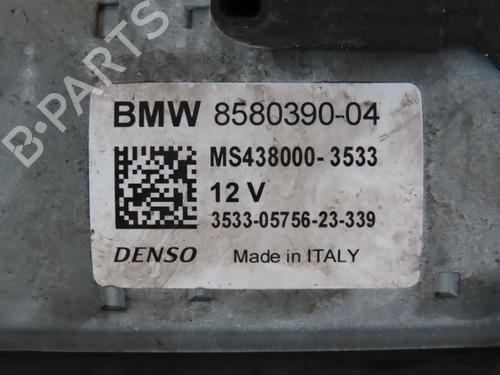 B-PARTS
BMW 8580390-04
MS438000-3533
12 V
3533-05756-23-339
DENSO Made in ITALY